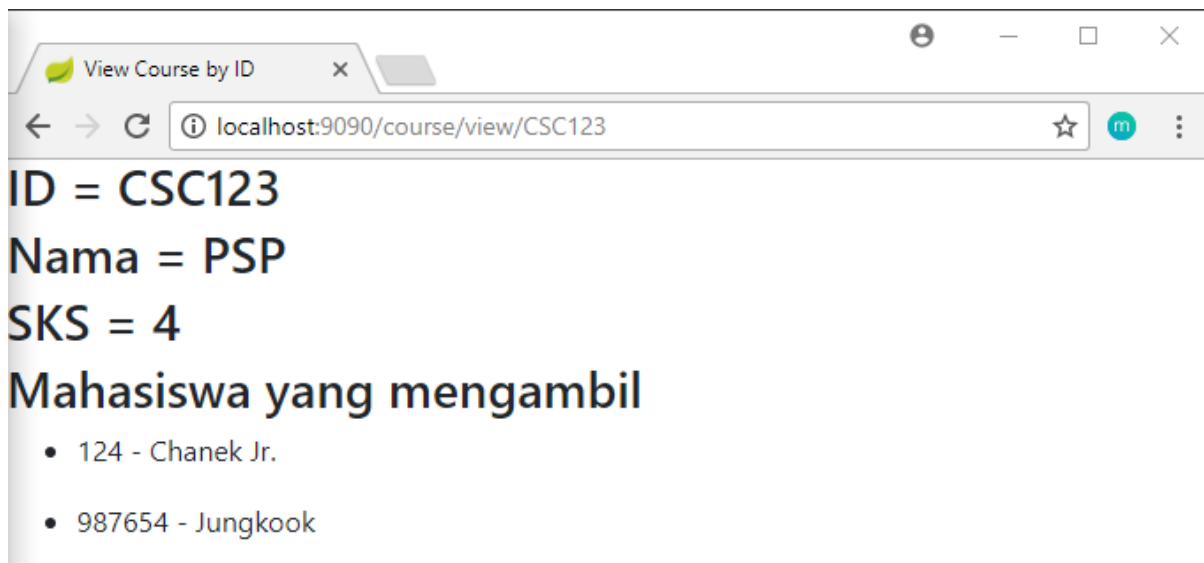 View Course by ID
localhost:9090/course/view/CSC123
m
ID = CSC123
Nama = PSP
SKS = 4
Mahasiswa yang mengambil
• 124 - Chanek Jr.
• 987654 - Jungkook